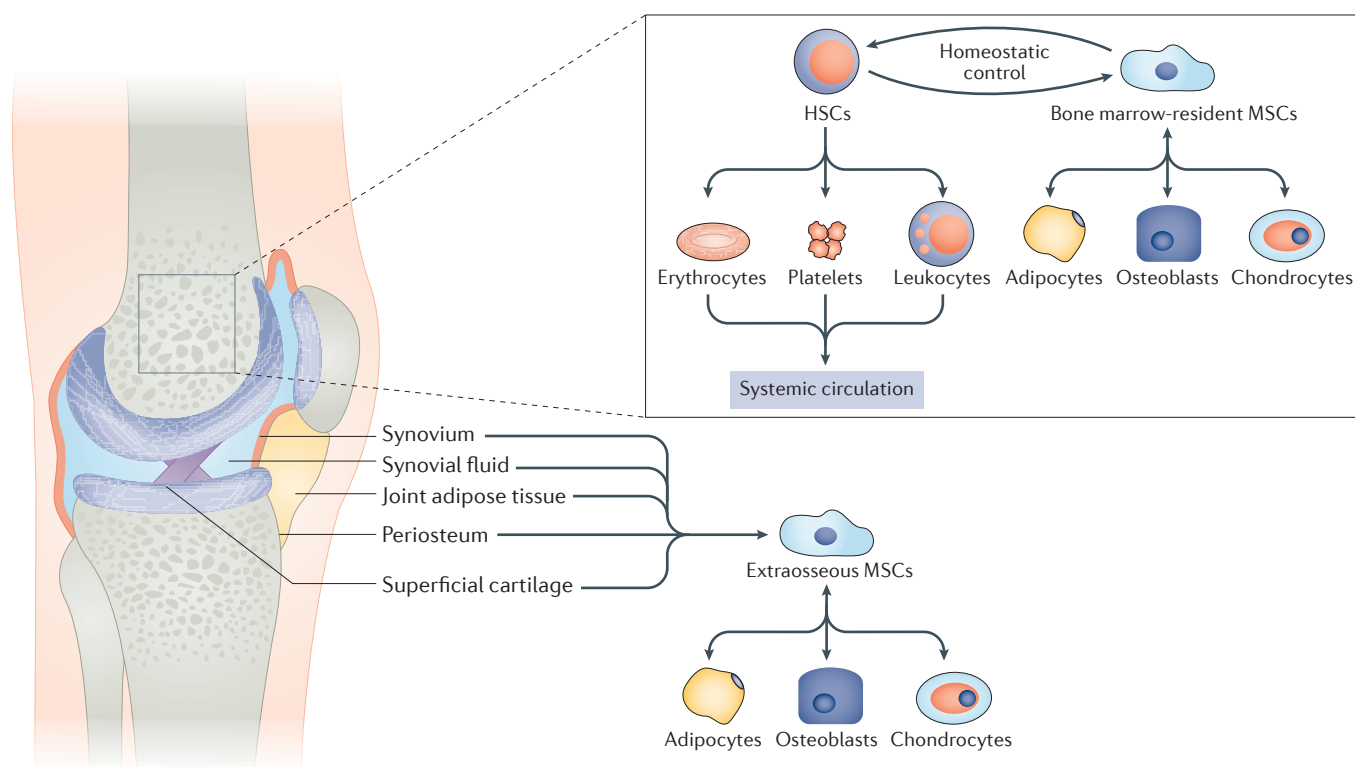 Homeostatic
control
HSCs
Bone marrow-resident MSCs
Erythrocytes
Platelets
Leukocytes
Adipocytes
Osteoblasts
Chondrocytes
Systemic circulation
Synovium
Synovial fluid
Joint adipose tissue
Periosteum
Superficial cartilage
Extraosseous MSCs
Adipocytes
Osteoblasts
Chondrocytes